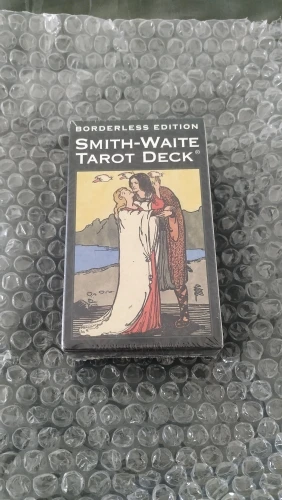 BORDERLESS EDITION
SMITH-WAITE
TAROT DECK®